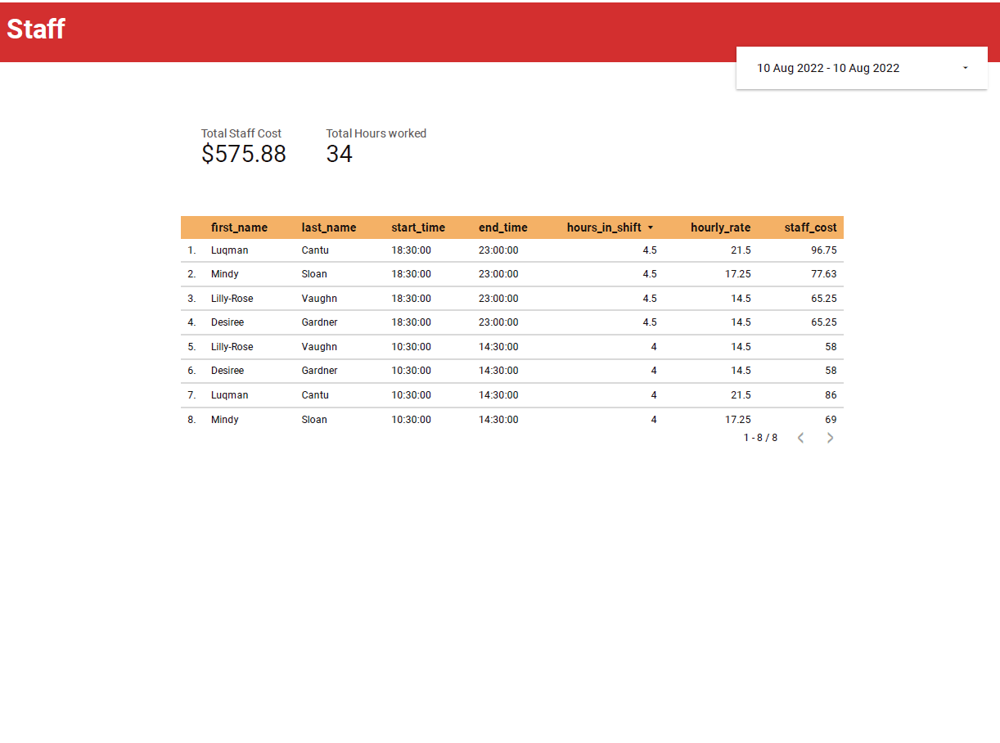 Staff
10 Aug 2022 - 10 Aug 2022
Total Staff Cost Total Hours worked
$575.88 34
first_name last_name start_time end_time hours_in_shift hourly_rate staff_cost
1. Luqman Cantu 18:30:00 23:00:00 4.5 21.5 96.75
2. Mindy Sloan 18:30:00 23:00:00 4.5 17.25 77.63
3. Lilly-Rose Vaughn 18:30:00 23:00:00 4.5 14.5 65.25
4. Desiree Gardner 18:30:00 23:00:00 4.5 14.5 65.25
5. Lilly-Rose Vaughn 10:30:00 14:30:00 4 14.5 58
6. Desiree Gardner 10:30:00 14:30:00 4 14.5 58
7. Luqman Cantu 10:30:00 14:30:00 4 21.5 86
8. Mindy Sloan 10:30:00 14:30:00 4 17.25 69
1 - 8 / 8